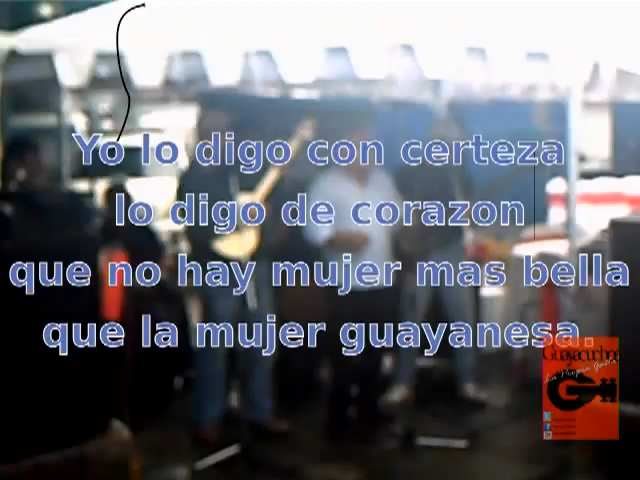 Yo lo digo con certeza
lo digo de corazon
que no hay mujer mas bella
que la mujer guayanesa.
Guayacucho